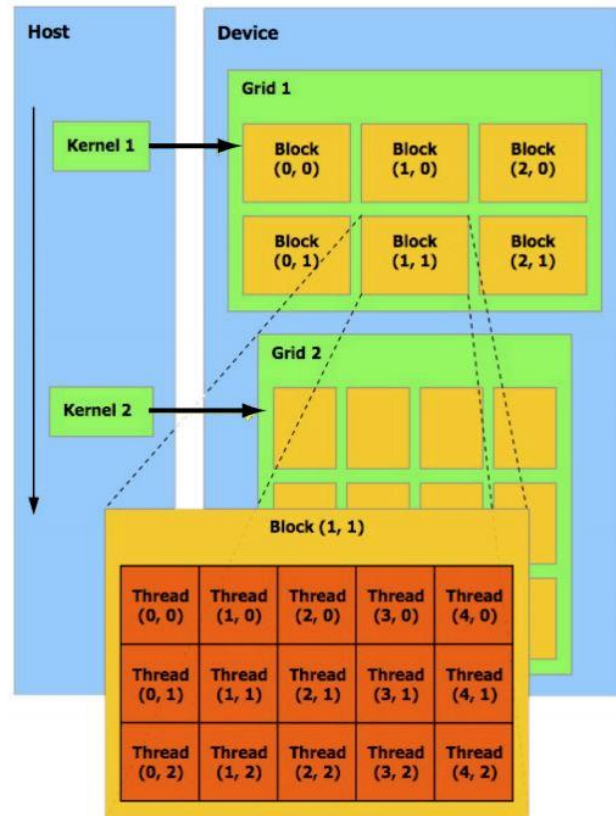 Host
Device
Grid 1
Kernel 1
Block
(0, 0)
Block
(1, 0)
Block
(2, 0)
Block
(0, 1)
Block
(1, 1)
Block
(2, 1)
Grid 2
Kernel 2
Block (1, 1)
Thread
(0, 0)
Thread
(1, 0)
Thread
(2, 0)
Thread
(3, 0)
Thread
(4, 0)
Thread
(0, 1)
Thread
(1, 1)
Thread
(2, 1)
Thread
(3, 1)
Thread
(4, 1)
Thread
(0, 2)
Thread
(1, 2)
Thread
(2, 2)
Thread
(3, 2)
Thread
(4, 2)